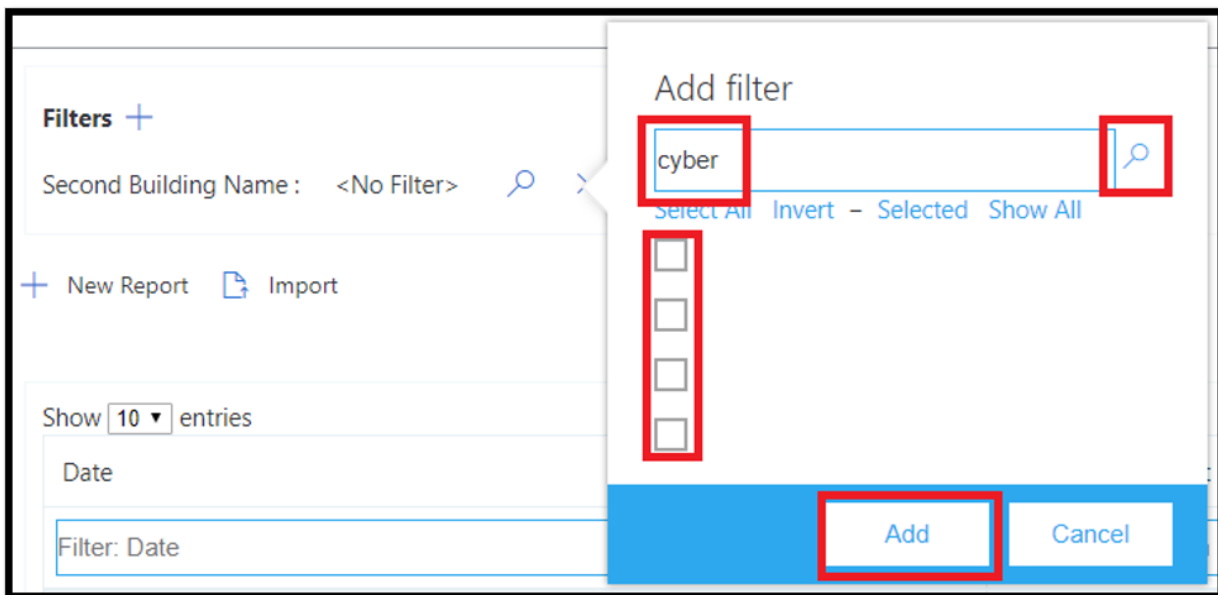 Filters
Second Building Name : <No Filter>
New Report Import
Show 10 entries
Date
Filter: Date
Add filter
cyber
Select All Invert – Selected Show All
Add Cancel